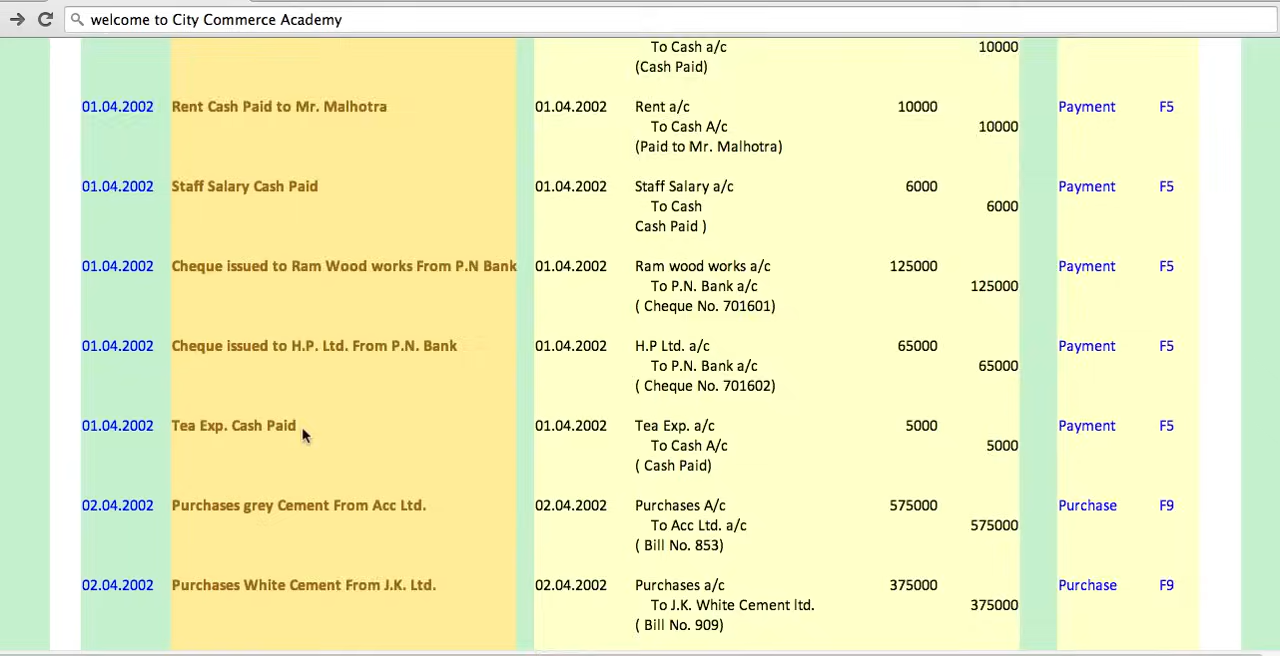 welcome to City Commerce Academy
To Cash a/c 10000
(Cash Paid)
01.04.2002 Rent Cash Paid to Mr. Malhotra 01.04.2002 Rent a/c 10000 Payment F5
To Cash A/c 10000
(Paid to Mr. Malhotra)
01.04.2002 Staff Salary Cash Paid 01.04.2002 Staff Salary a/c 6000 Payment F5
To Cash 6000
Cash Paid )
01.04.2002 Cheque issued to Ram Wood works From P.N Bank 01.04.2002 Ram wood works a/c 125000 Payment F5
To P.N. Bank a/c 125000
( Cheque No. 701601)
01.04.2002 Cheque issued to H.P. Ltd. From P.N. Bank 01.04.2002 H.P Ltd. a/c 65000 Payment F5
To P.N. Bank a/c 65000
( Cheque No. 701602)
01.04.2002 Tea Exp. Cash Paid 01.04.2002 Tea Exp. a/c 5000 Payment F5
To Cash A/c 5000
( Cash Paid)
02.04.2002 Purchases grey Cement From Acc Ltd. 02.04.2002 Purchases A/c 575000 Purchase F9
To Acc Ltd. a/c 575000
( Bill No. 853)
02.04.2002 Purchases White Cement From J.K. Ltd. 02.04.2002 Purchases a/c 375000 Purchase F9
To J.K. White Cement ltd. 375000
( Bill No. 909)